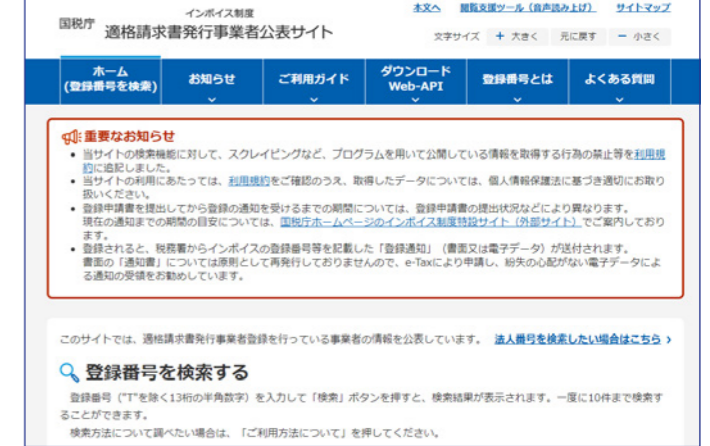 本文へ 閲覧支援ツール（音声読み上げ） サイトマップ
国税庁 インボイス制度
適格請求書発行事業者公表サイト
文字サイズ + 大きく 元に戻す − 小さく
ホーム
(登録番号を検索) お知らせ ご利用ガイド ダウンロード
Web-API 登録番号とは よくある質問
重要なお知らせ
• 当サイトの検索機能に対して、スクレイピングなど、プログラムを用いて公開している情報を取得する行為の禁止等を利用規
約に追記しました。
• 当サイトの利用にあたっては、利用規約をご確認のうえ、取得したデータについては、個人情報保護法に基づき適切にお取り
扱いください。
• 登録申請書を提出してから登録の通知を受けるまでの期間については、登録申請書の提出状況などにより異なります。
現在の通知までの期間の目安については、国税庁ホームページのインボイス制度特設サイト（外部サイト）でご案内しており
ます。
• 登録されると、税務署からインボイスの登録番号等を記載した「登録通知」（書面又は電子データ）が送付されます。
書面の「通知書」については原則として再発行しておりませんので、e-Taxにより申請し、紛失の心配がない電子データによ
る通知の受領をお勧めしています。
このサイトでは、適格請求書発行事業者登録を行っている事業者の情報を公表しています。 法人番号を検索したい場合はこちら ›
登録番号を検索する
登録番号（"T"を除く13桁の半角数字）を入力して「検索」ボタンを押すと、検索結果が表示されます。一度に10件まで検索す
ることができます。
検索方法について調べたい場合は、「ご利用方法について」を押してください。